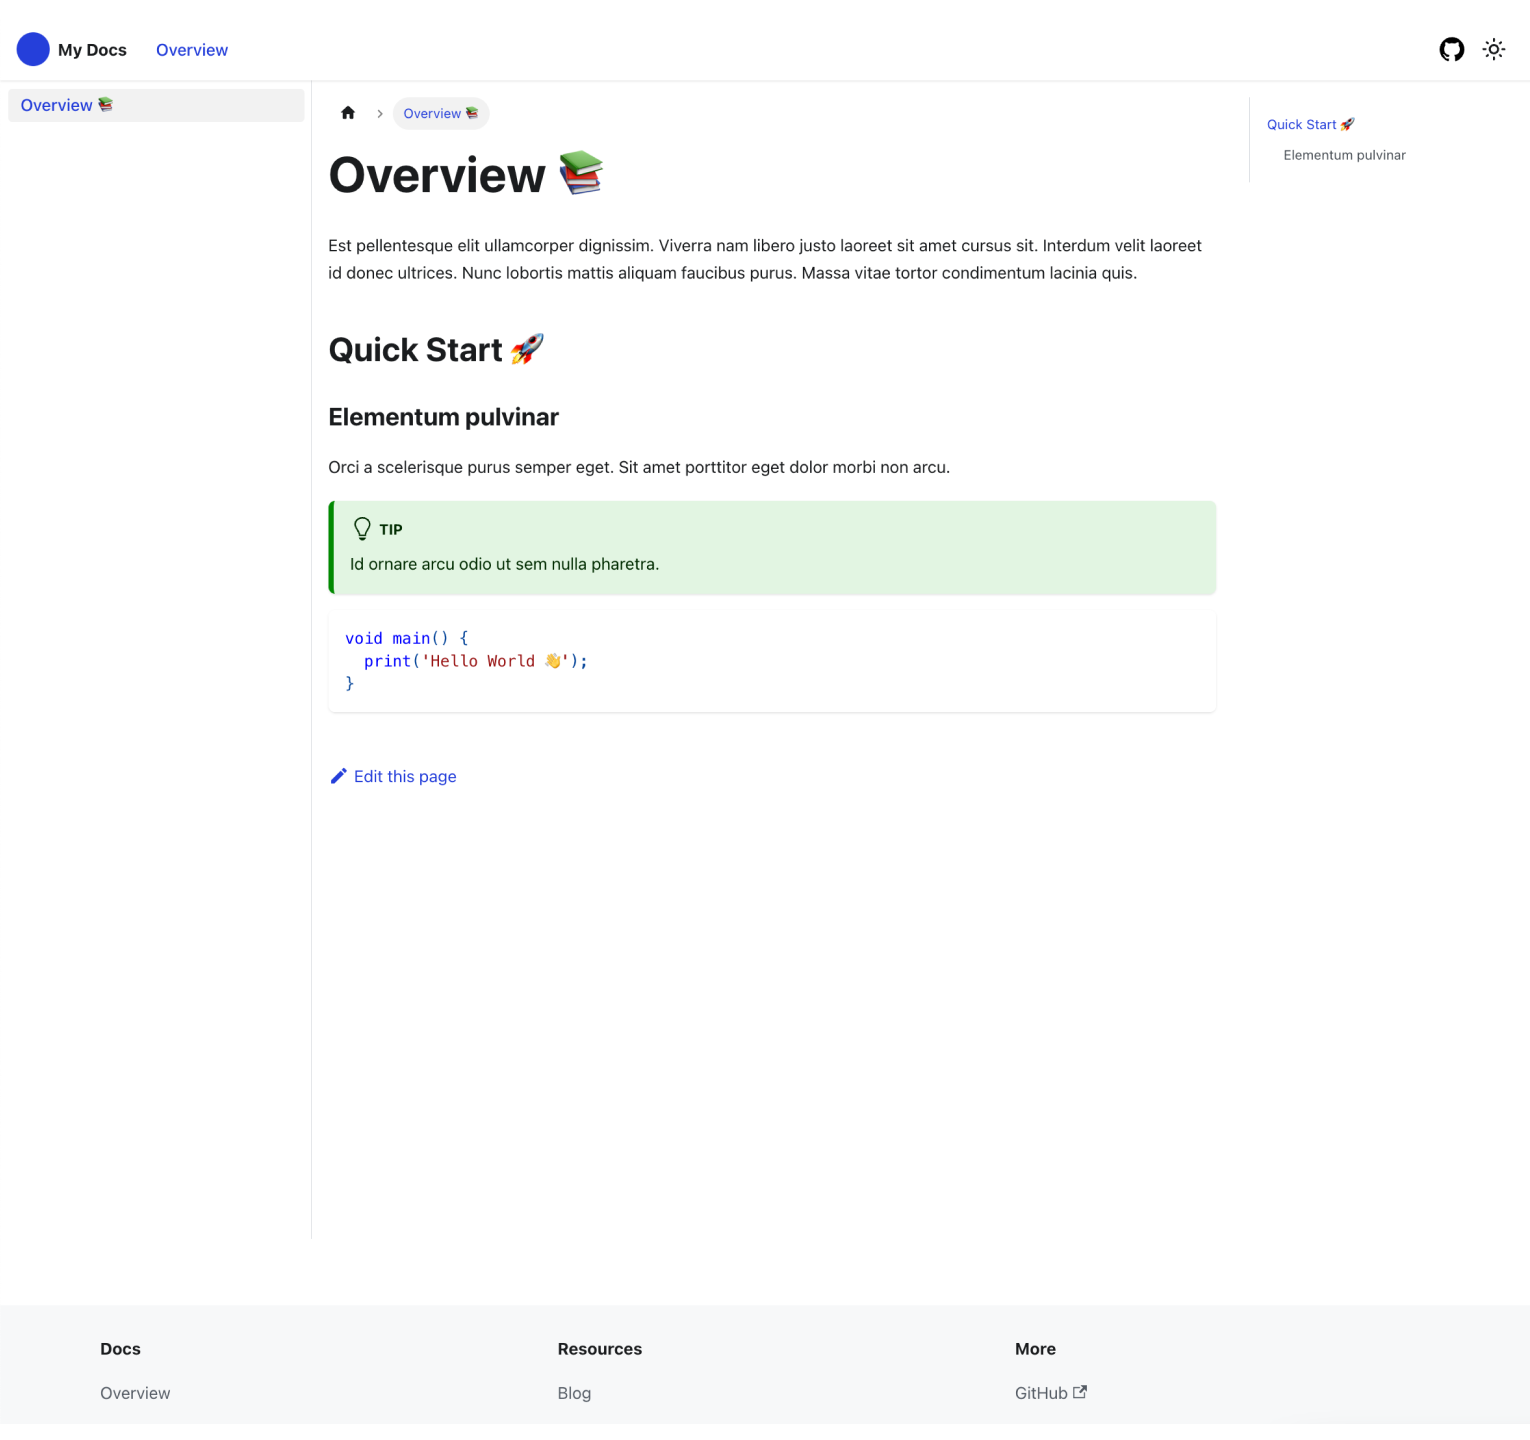 My Docs Overview
Overview 📚
Overview 📚
Quick Start 🚀
Elementum pulvinar
Overview 📚
Est pellentesque elit ullamcorper dignissim. Viverra nam libero justo laoreet sit amet cursus sit. Interdum velit laoreet
id donec ultrices. Nunc lobortis mattis aliquam faucibus purus. Massa vitae tortor condimentum lacinia quis.
Quick Start 🚀
Elementum pulvinar
Orci a scelerisque purus semper eget. Sit amet porttitor eget dolor morbi non arcu.
TIP
Id ornare arcu odio ut sem nulla pharetra.
void main() {
  print('Hello World 👋');
}
Edit this page
Docs
Overview
Resources
Blog
More
GitHub